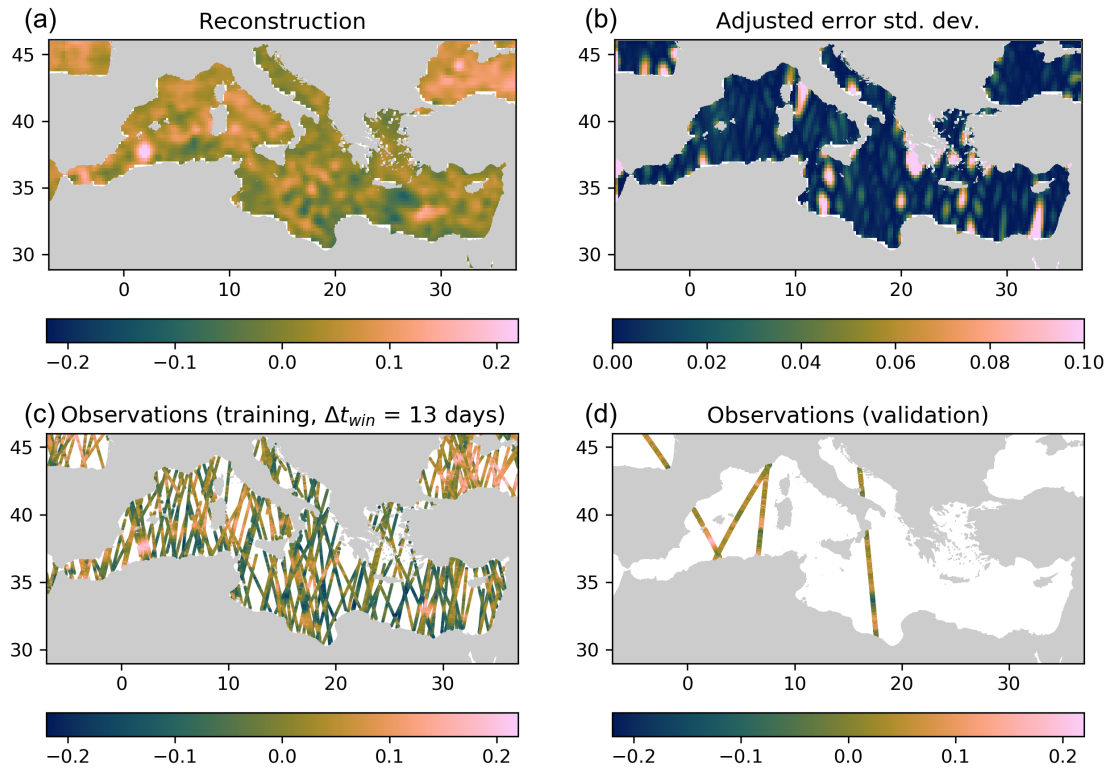 (a) Reconstruction
45
40
35
30
0 10 20 30
−0.2 −0.1 0.0 0.1 0.2
(b) Adjusted error std. dev.
45
40
35
30
0 10 20 30
0.00 0.02 0.04 0.06 0.08 0.10
(c) Observations (training, Δt_win = 13 days)
45
40
35
30
0 10 20 30
−0.2 −0.1 0.0 0.1 0.2
(d) Observations (validation)
45
40
35
30
0 10 20 30
−0.2 −0.1 0.0 0.1 0.2